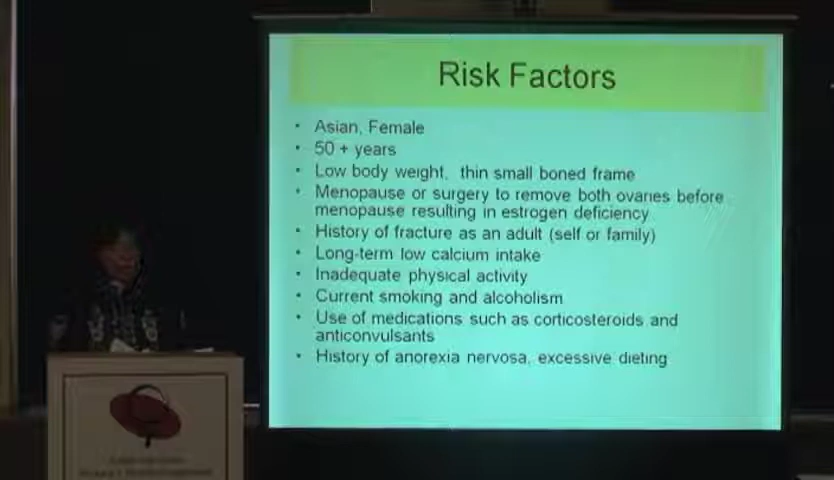 Risk Factors
• Asian, Female
• 50 + years
• Low body weight, thin small boned frame
• Menopause or surgery to remove both ovaries before
menopause resulting in estrogen deficiency
• History of fracture as an adult (self or family)
• Long-term low calcium intake
• Inadequate physical activity
• Current smoking and alcoholism
• Use of medications such as corticosteroids and
anticonvulsants
• History of anorexia nervosa, excessive dieting